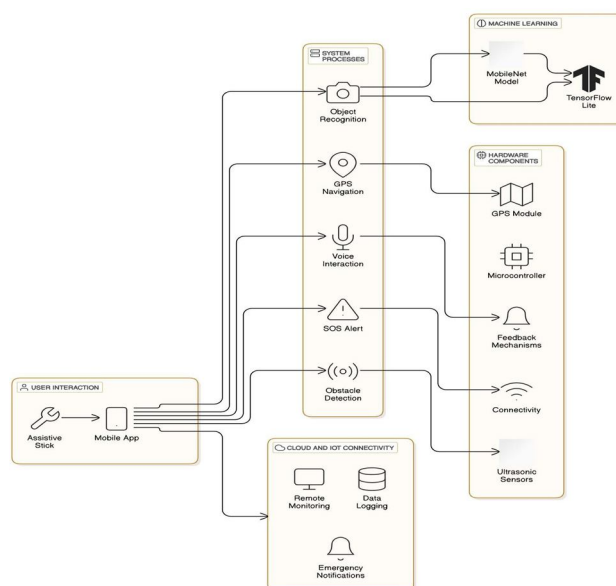 MACHINE LEARNING
MobileNet
Model
TensorFlow
Lite
SYSTEM
PROCESSES
Object
Recognition
GPS
Navigation
Voice
Interaction
SOS Alert
Obstacle
Detection
HARDWARE
COMPONENTS
GPS Module
Microcontroller
Feedback
Mechanisms
Connectivity
Ultrasonic
Sensors
USER INTERACTION
Assistive
Stick
Mobile App
CLOUD AND IOT CONNECTIVITY
Remote
Monitoring
Data
Logging
Emergency
Notifications